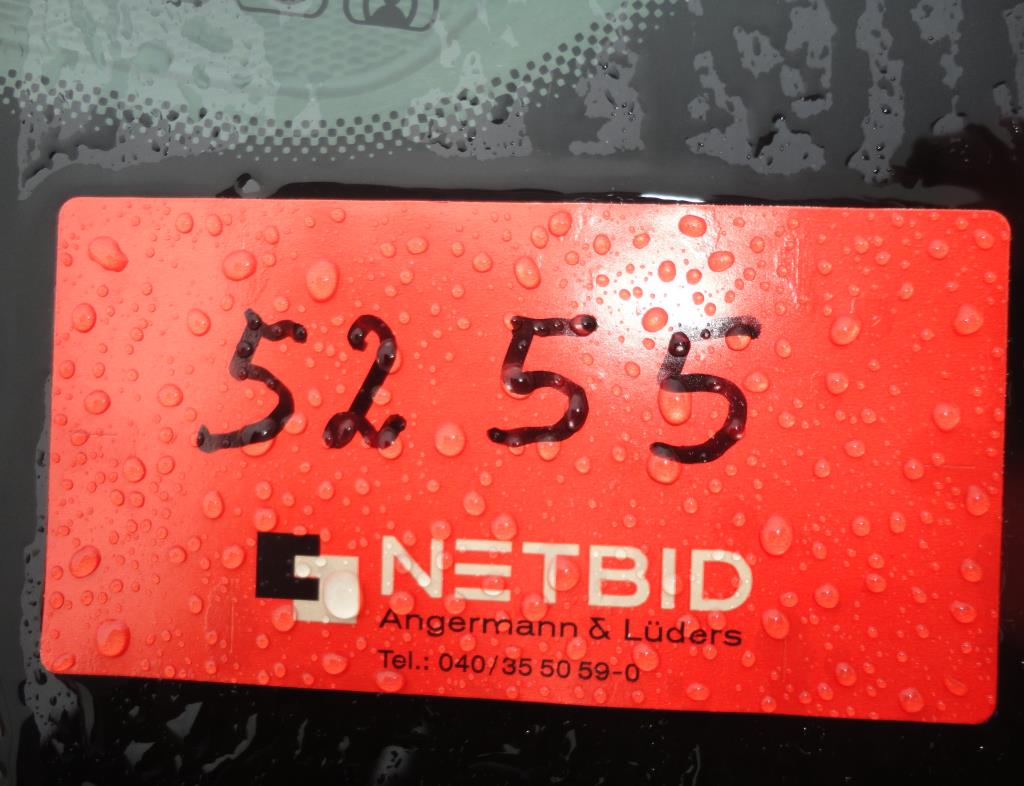 5255
NETBID
Angermann & Lüders
Tel.: 040/35 50 59-0